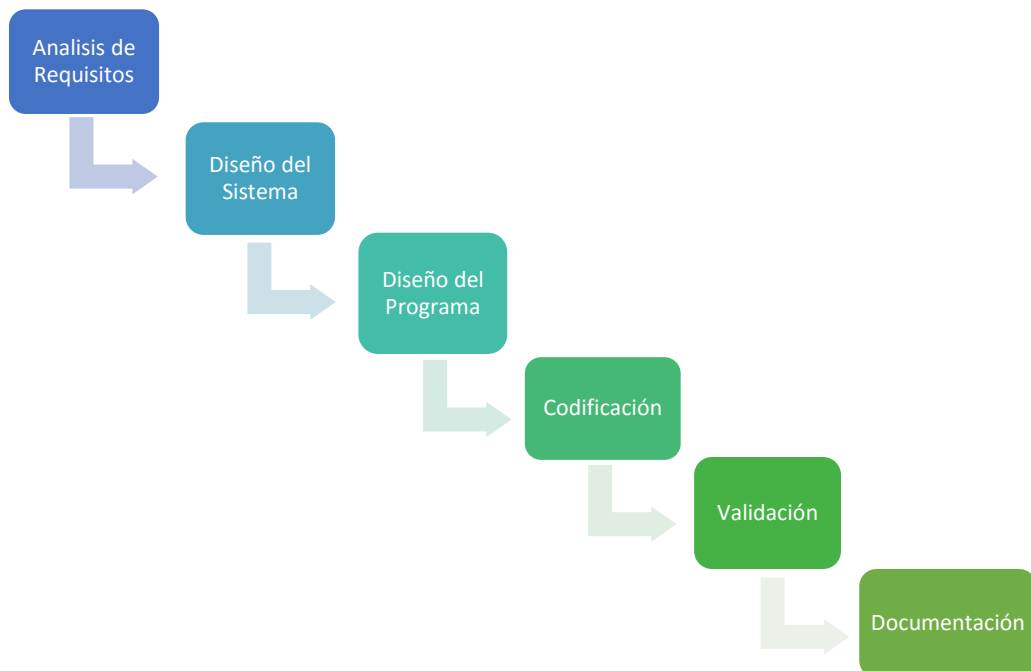 Analisis de
Requisitos
Diseño del
Sistema
Diseño del
Programa
Codificación
Validación
Documentación